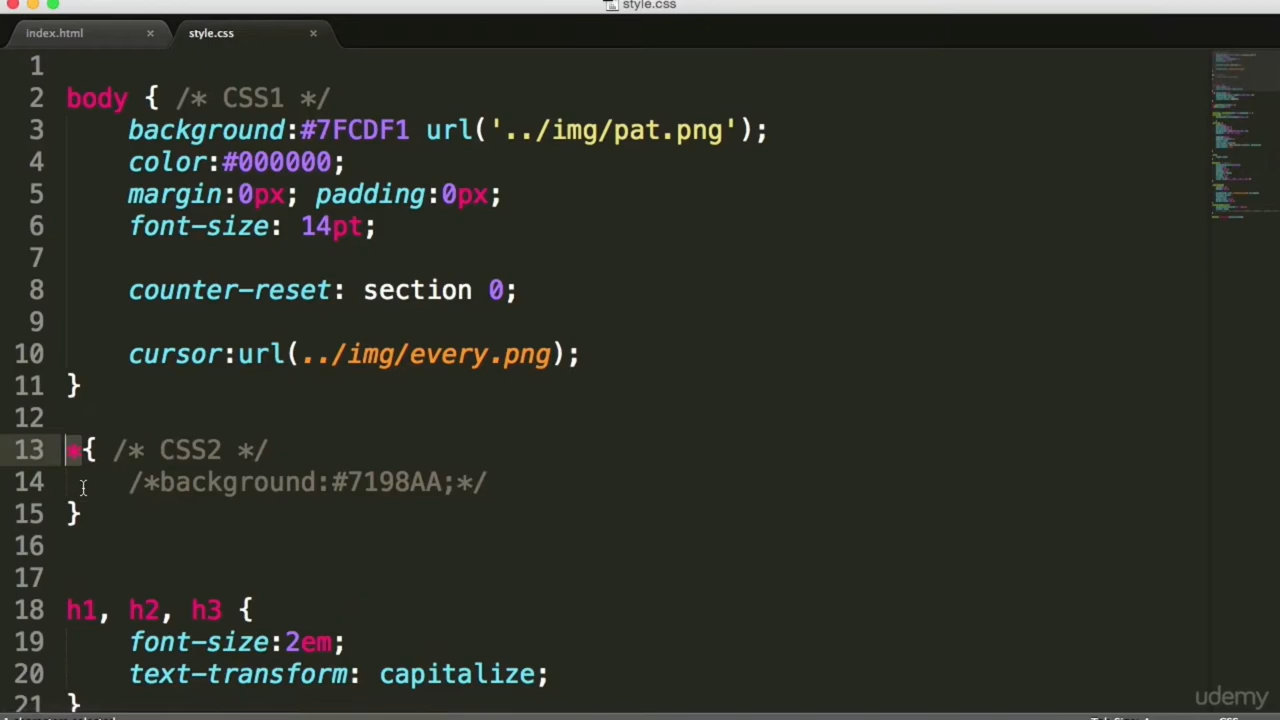 style.css
index.html × style.css ×
1
2 body { /* CSS1 */
3 background:#7FCDF1 url('../img/pat.png');
4 color:#000000;
5 margin:0px; padding:0px;
6 font-size: 14pt;
7
8 counter-reset: section 0;
9
10 cursor:url(../img/every.png);
11 }
12
13 *{ /* CSS2 */
14 /*background:#7198AA;*/
15 }
16
17
18 h1, h2, h3 {
19 font-size:2em;
20 text-transform: capitalize;
21 }
udemy